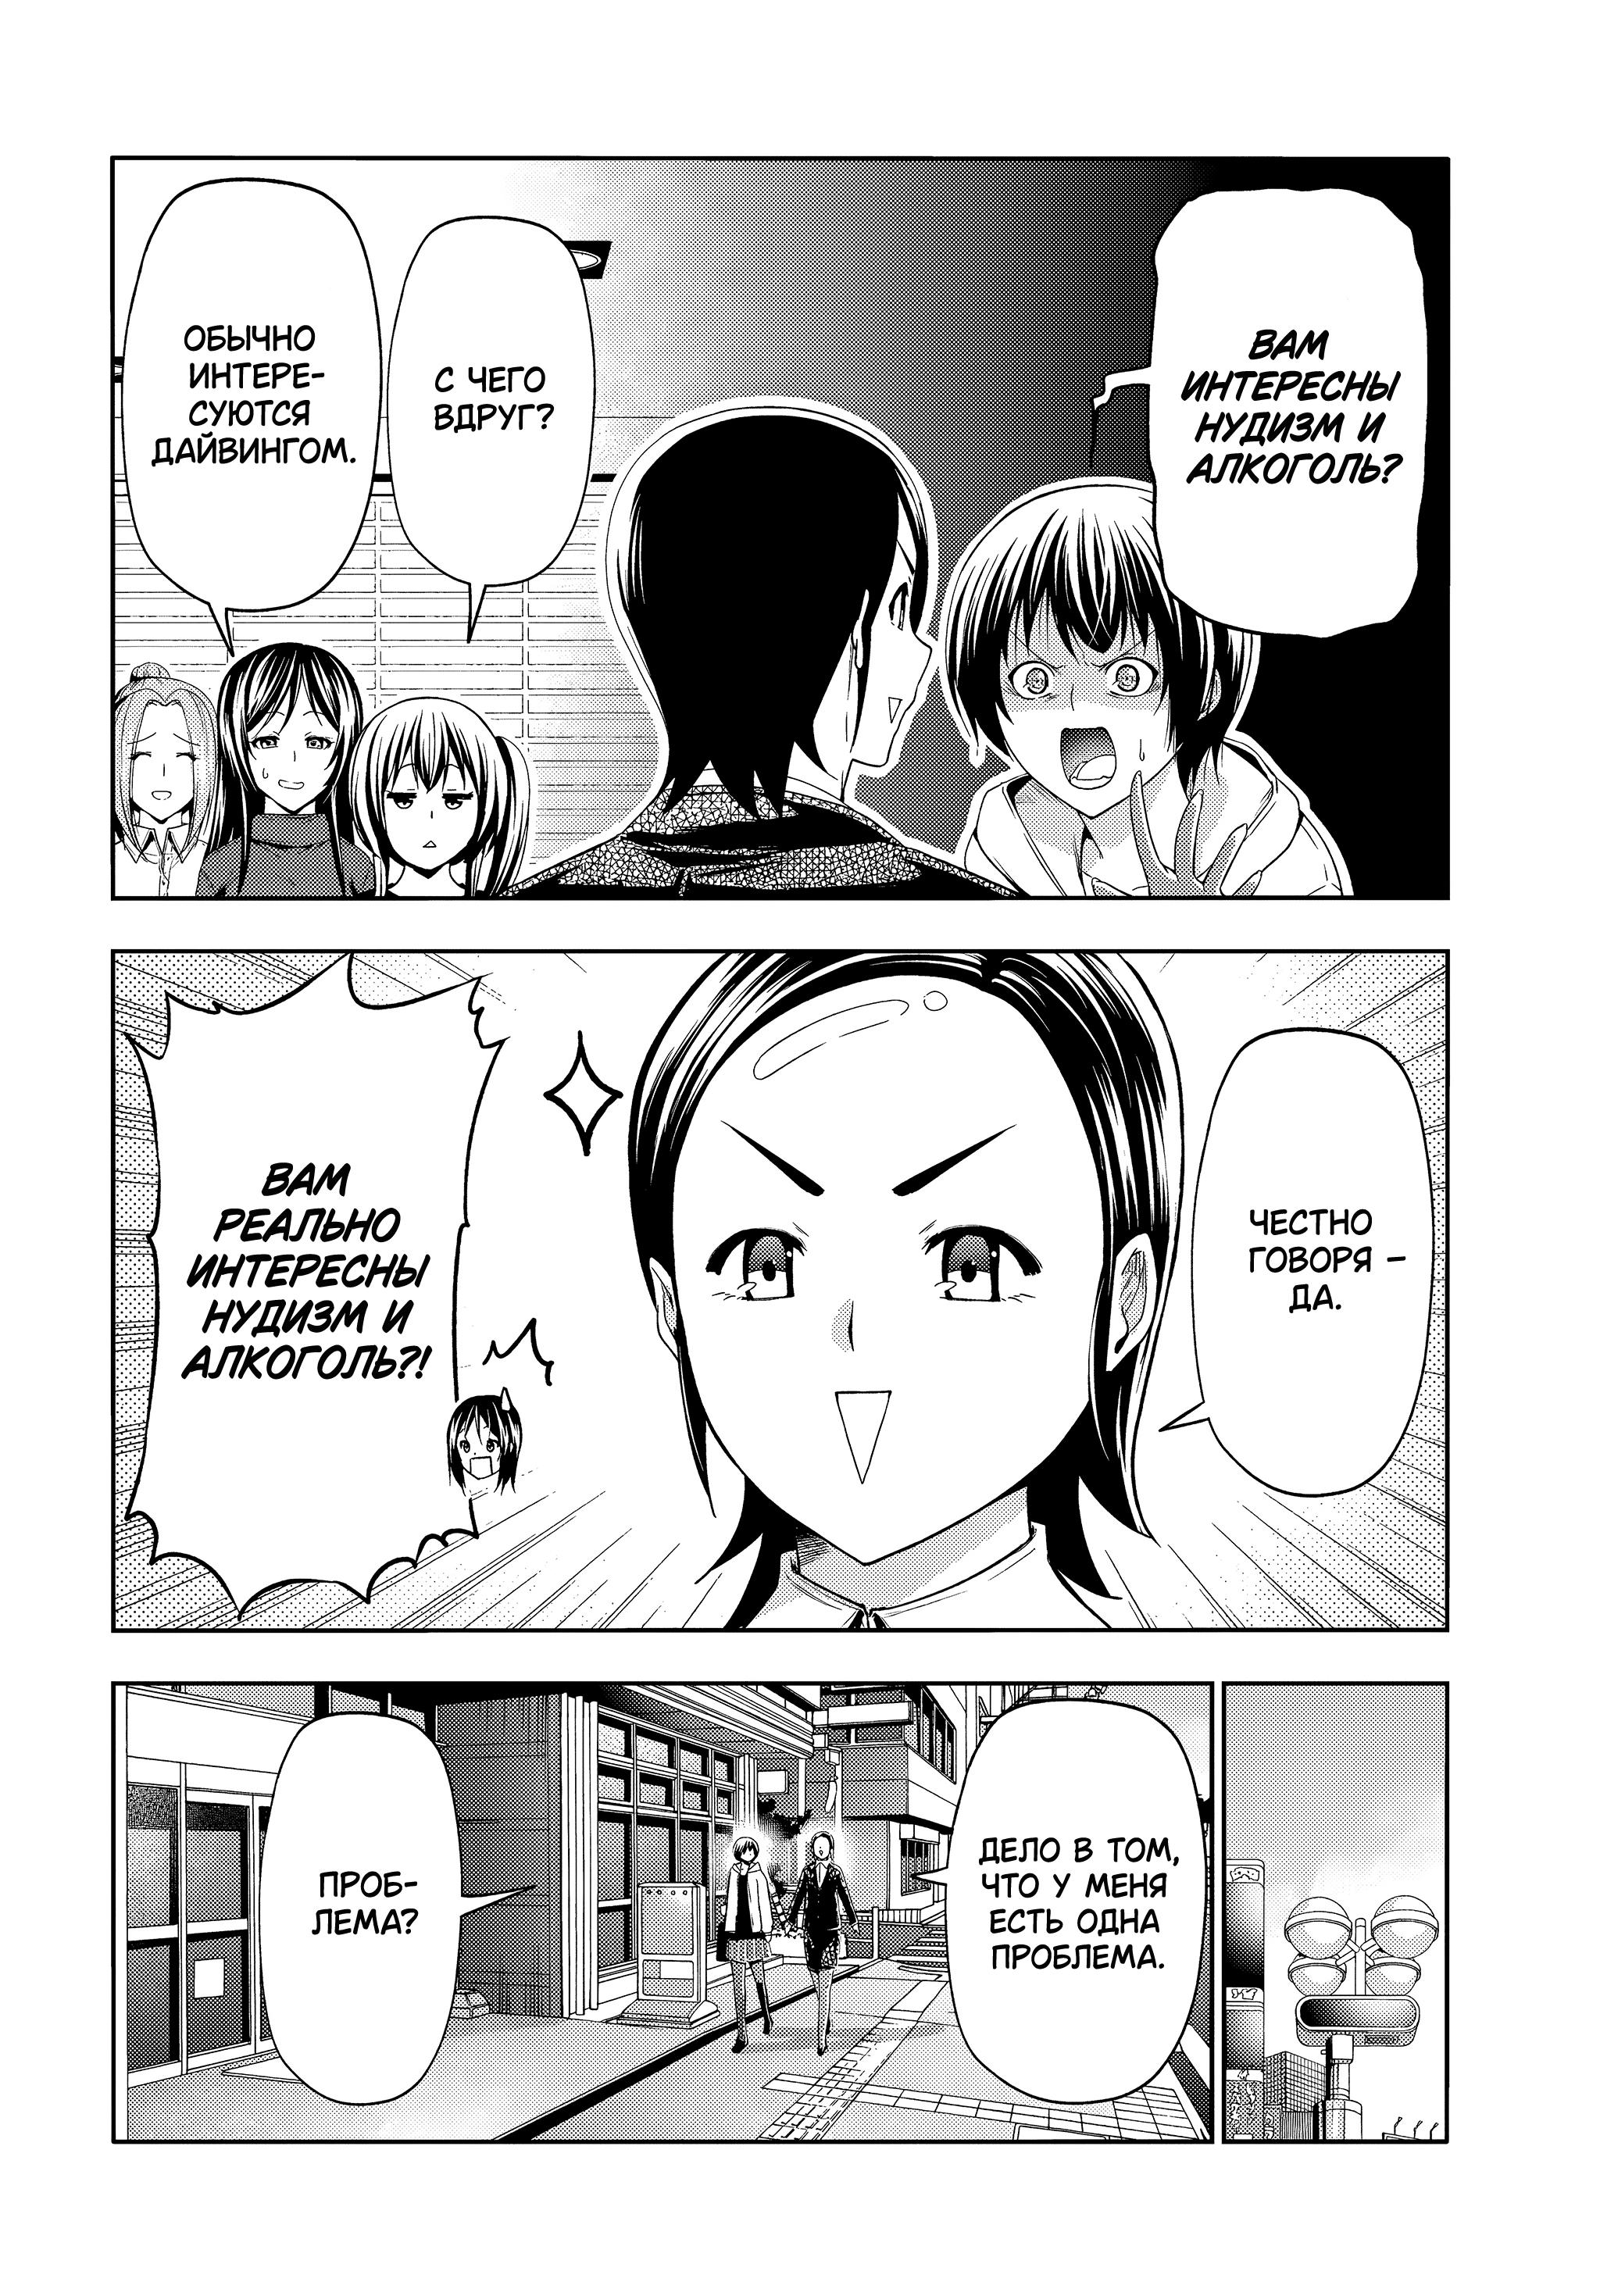 ВАМ
ИНТЕРЕСНЫ
НУДИЗМ И
АЛКОГОЛЬ?
С ЧЕГО
ВДРУГ?
ОБЫЧНО
ИНТЕРЕ-
СУЮТСЯ
ДАЙВИНГОМ.
ЧЕСТНО
ГОВОРЯ –
ДА.
ВАМ
РЕАЛЬНО
ИНТЕРЕСНЫ
НУДИЗМ И
АЛКОГОЛЬ?!
ДЕЛО В ТОМ,
ЧТО У МЕНЯ
ЕСТЬ ОДНА
ПРОБЛЕМА.
ПРОБ-
ЛЕМА?